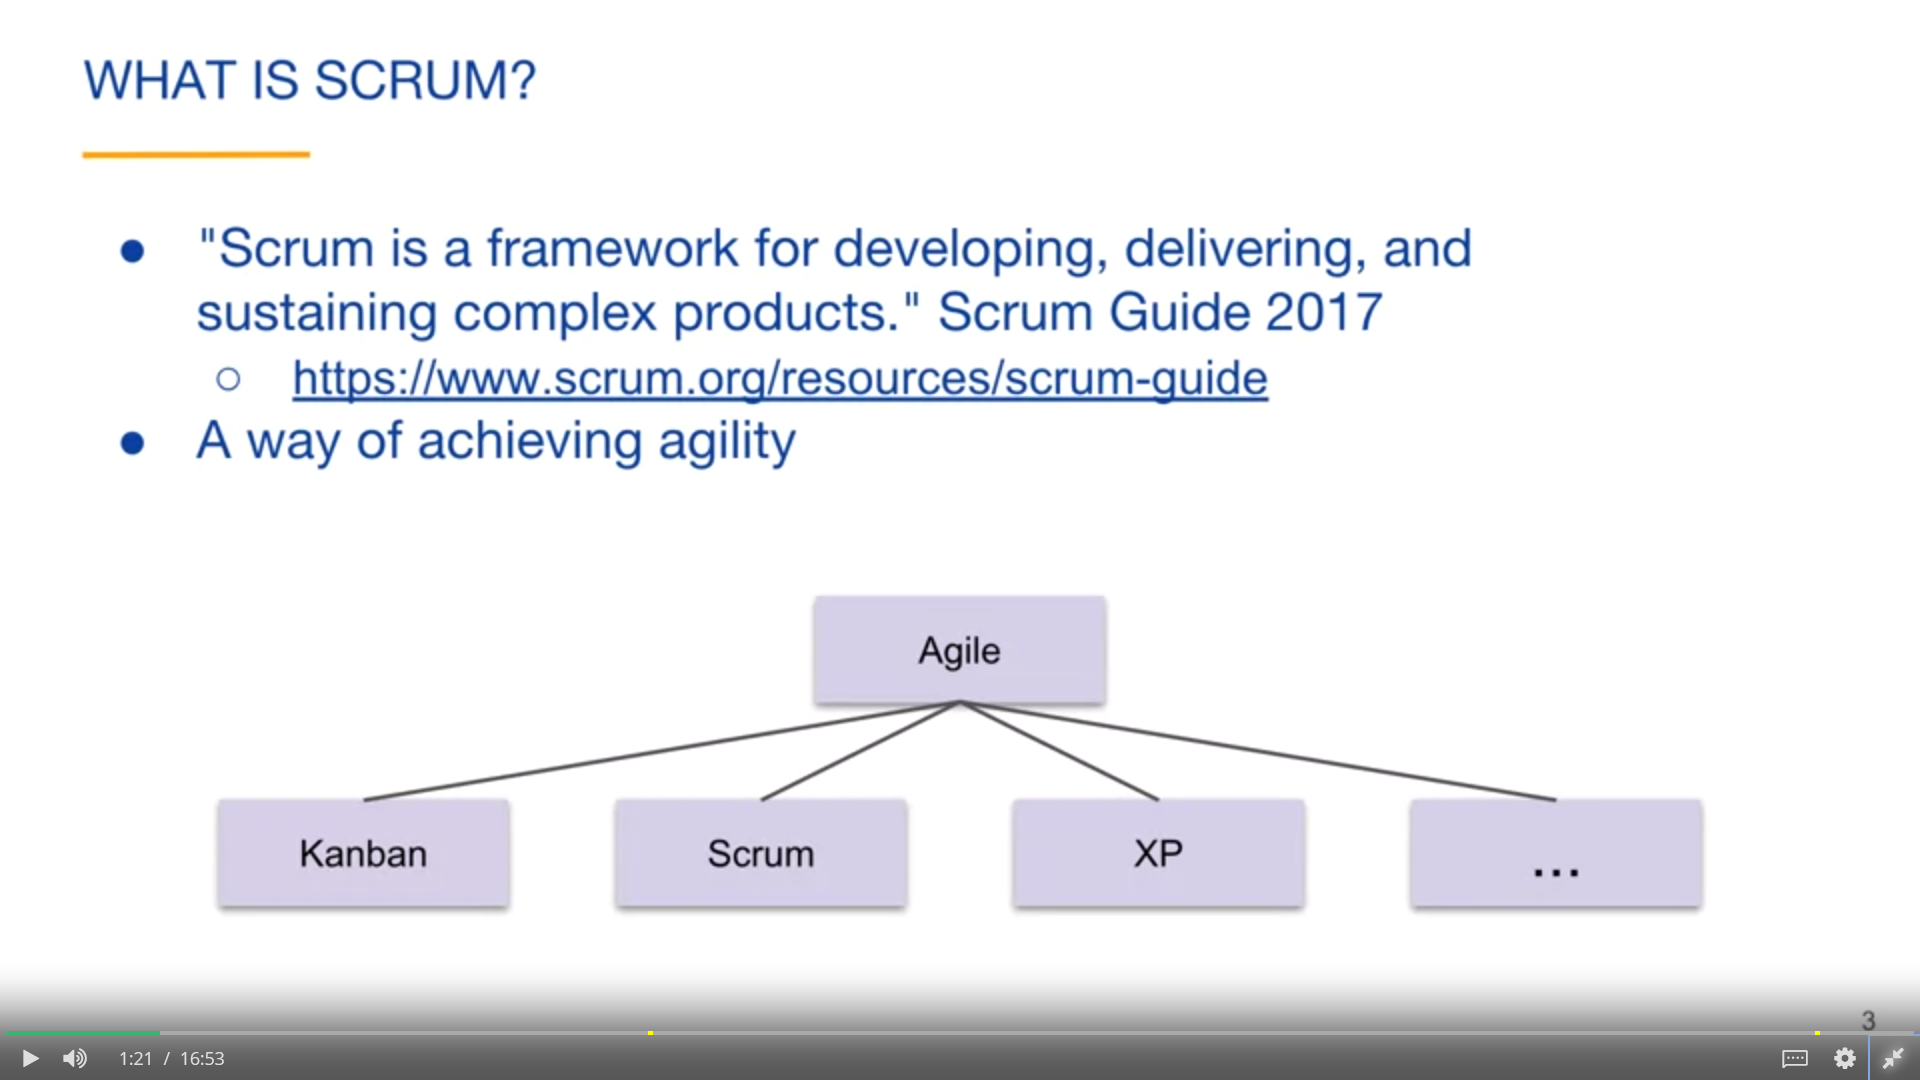 WHAT IS SCRUM?
● "Scrum is a framework for developing, delivering, and
sustaining complex products." Scrum Guide 2017
○ https://www.scrum.org/resources/scrum-guide
● A way of achieving agility
Agile
Kanban
Scrum
XP
...
3
1:21 / 16:53